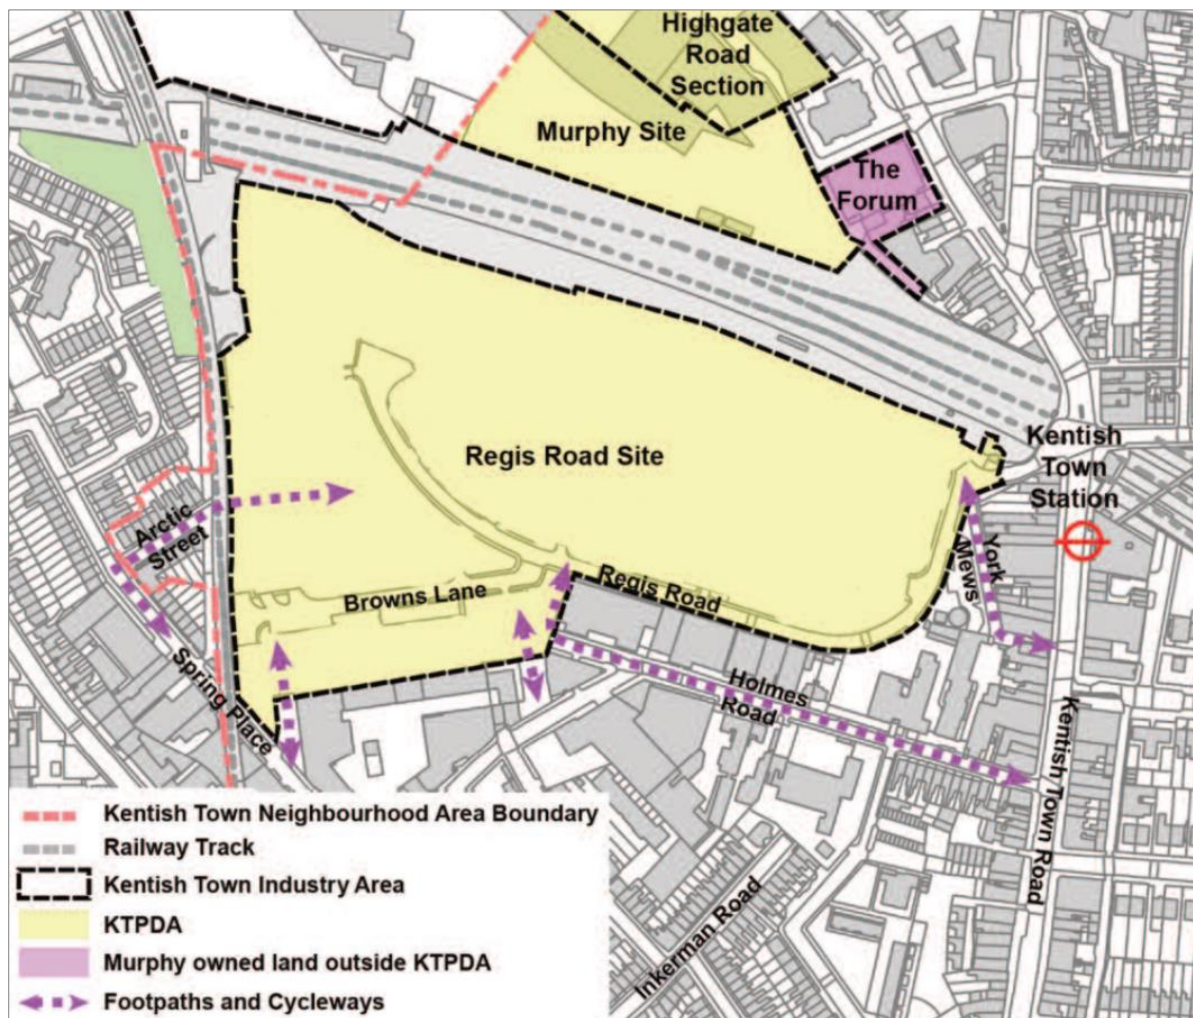 Highgate
Road
Section
Murphy Site
The
Forum
Regis Road Site
Kentish
Town
Station
Arctic
Street
York
Mews
Browns Lane
Regis Road
Spring Place
Holmes
Road
Kentish Town Road
Inkerman Road
Kentish Town Neighbourhood Area Boundary
Railway Track
Kentish Town Industry Area
KTPDA
Murphy owned land outside KTPDA
Footpaths and Cycleways